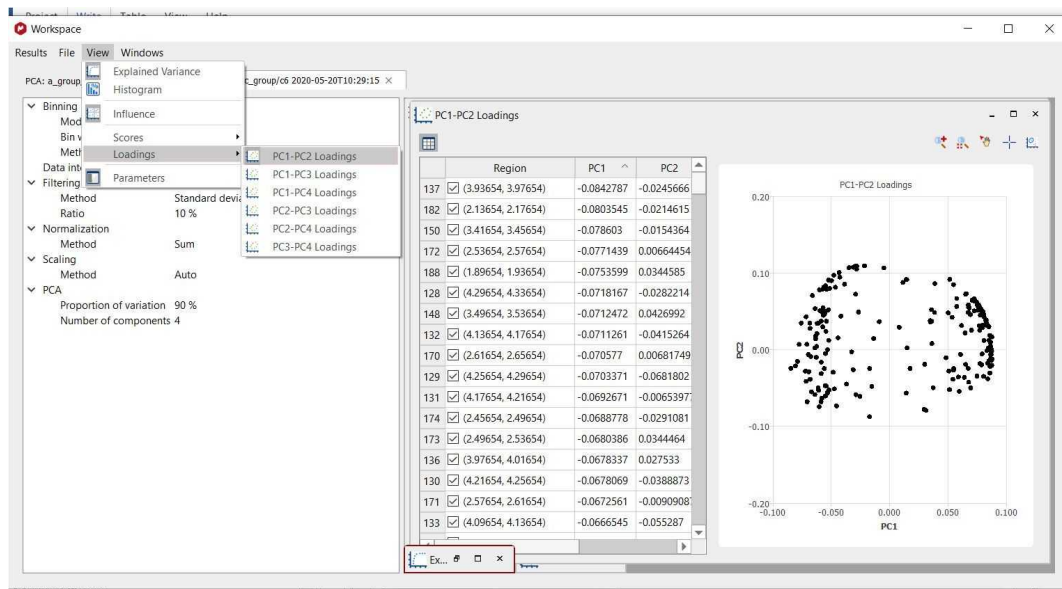 Project Write Table View Help
Workspace
Results File View Windows
PCA: a_group c_group/c6 2020-05-20T10:29:15
Explained Variance
Histogram
Influence
Scores
Loadings
Parameters
PC1-PC2 Loadings
PC1-PC3 Loadings
PC1-PC4 Loadings
PC2-PC3 Loadings
PC2-PC4 Loadings
PC3-PC4 Loadings
Binning
Data
Filtering
Method Standard
Ratio 10 %
Normalization
Method Sum
Scaling
Method Auto
PCA
Proportion of variation 90 %
Number of components 4
PC1-PC2 Loadings
Region PC1 PC2
137 (3.93654, 3.97654) -0.0842787 -0.0245666
182 (2.13654, 2.17654) -0.0803545 -0.0214615
150 (3.41654, 3.45654) -0.078603 -0.0154364
172 (2.53654, 2.57654) -0.0771439 0.00664454
188 (1.89654, 1.93654) -0.0753599 0.0344585
128 (4.29654, 4.33654) -0.0718167 -0.0282214
148 (3.49654, 3.53654) -0.0712472 0.0426992
132 (4.13654, 4.17654) -0.0711261 -0.0415264
170 (2.61654, 2.65654) -0.070577 0.00681749
129 (4.25654, 4.29654) -0.0703371 -0.0681802
131 (4.17654, 4.21654) -0.0692671 -0.0065397
174 (2.45654, 2.49654) -0.0688778 -0.0291081
173 (2.49654, 2.53654) -0.0680386 0.0344464
136 (3.97654, 4.01654) -0.0678337 0.027533
130 (4.21654, 4.25654) -0.0678069 -0.0388873
171 (2.57654, 2.61654) -0.0672561 -0.0090908
133 (4.09654, 4.13654) -0.0666545 -0.055287
Ex...
PC1-PC2 Loadings
0.20
0.10
0.00
-0.10
-0.20
PC2
-0.100 -0.050 0.000 0.050 0.100
PC1